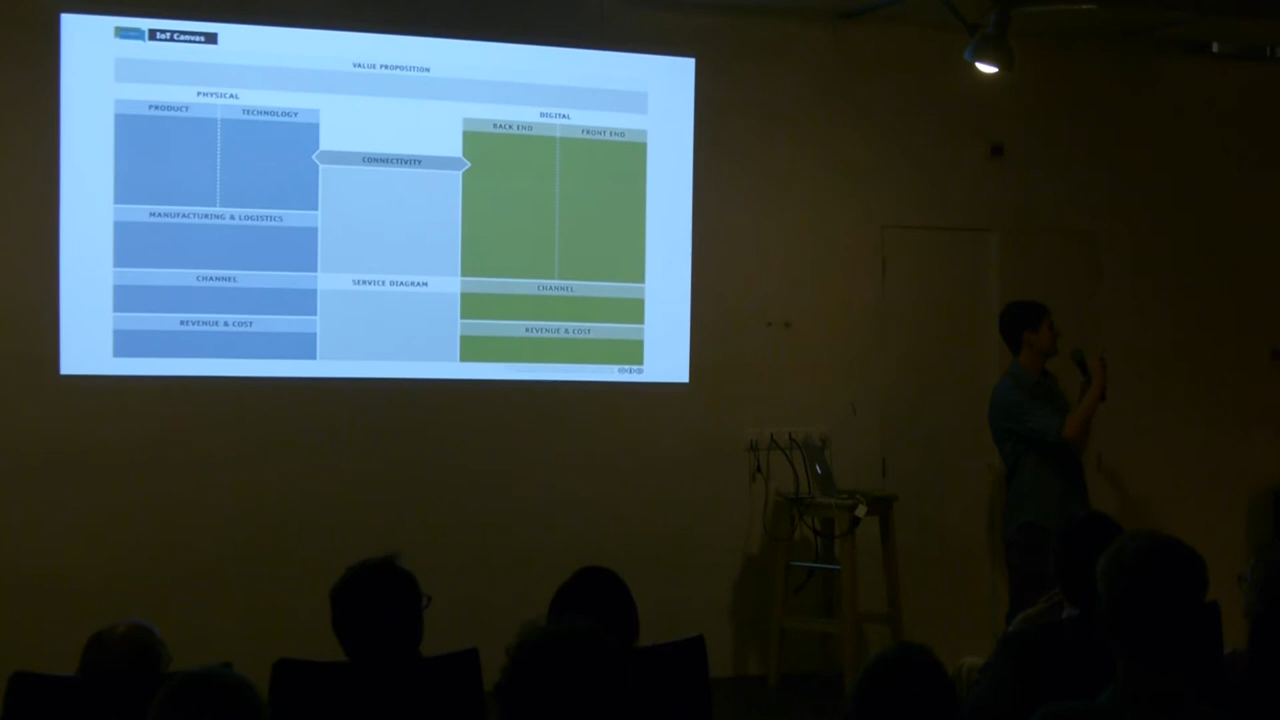 IoT Canvas
VALUE PROPOSITION
PHYSICAL
PRODUCT
TECHNOLOGY
MANUFACTURING & LOGISTICS
CHANNEL
REVENUE & COST
CONNECTIVITY
SERVICE DIAGRAM
DIGITAL
BACK END
FRONT END
CHANNEL
REVENUE & COST